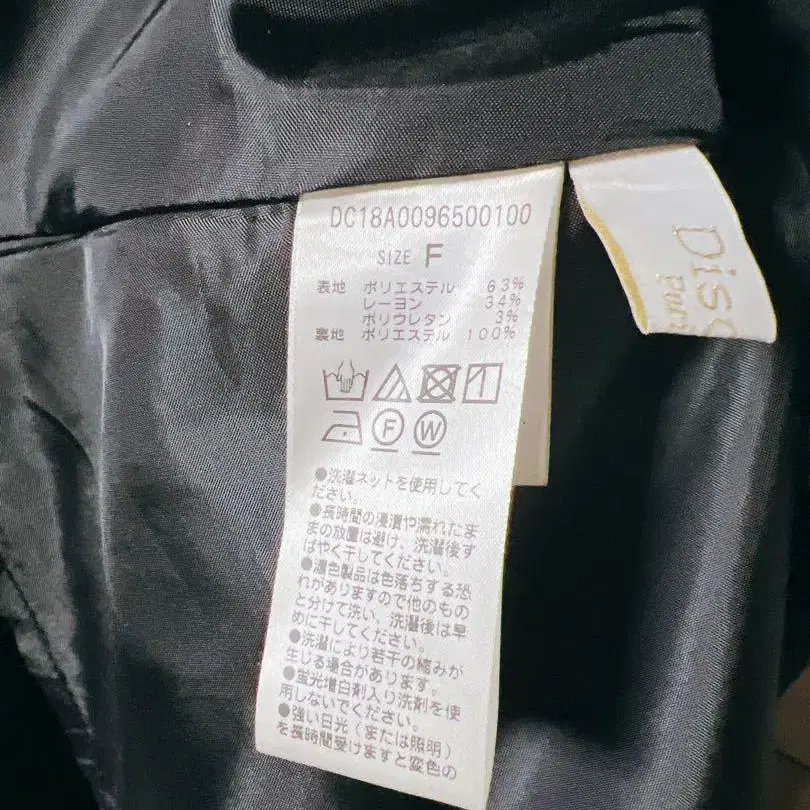 DC18A0096500100
SIZE F
表地 ポリエステル 63%
レーヨン 34%
ポリウレタン 3%
裏地 ポリエステル 100%
F W
●洗濯ネットを使用してく
ださい。
●長時間の浸漬や濡れたま
まの放置は避け、洗濯後す
ばやく干してください。
●濃色製品は色落ちする恐
れがありますので他のもの
と分けて洗い、洗濯後は早
めに干してください。
●洗濯により若干の縮みが
生じる場合があります。
●蛍光増白剤入り洗剤を使
用しないでください。
●強い日光(または照明)
を長時間受けますと変色の
Dis